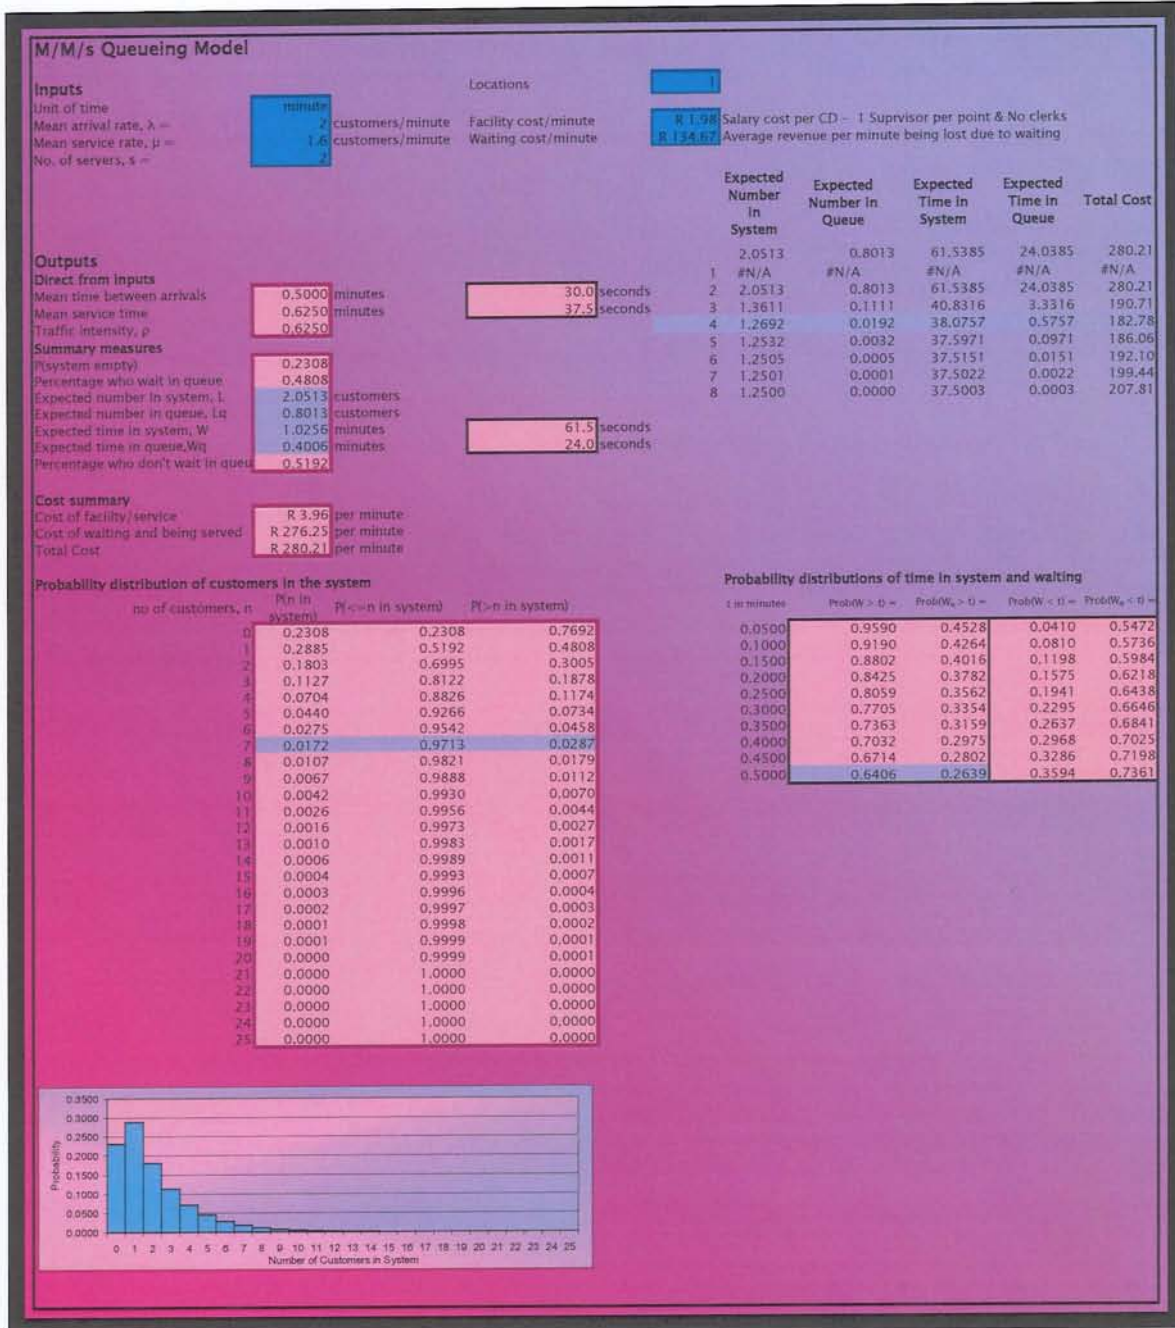 M/M/s Queueing Model
Inputs
Locations 1
Unit of time minute
Mean arrival rate, λ = 2 customers/minute Facility cost/minute R 1.98 Salary cost per CD - 1 Suprvisor per point & No clerks
Mean service rate, μ = 1.6 customers/minute Waiting cost/minute R 134.67 Average revenue per minute being lost due to waiting
No. of servers, s = 2
Expected Number In System Expected Number In Queue Expected Time In System Expected Time In Queue Total Cost
2.0513 0.8013 61.5385 24.0385 280.21
1 #N/A #N/A #N/A #N/A #N/A
2 2.0513 0.8013 61.5385 24.0385 280.21
3 1.3611 0.1111 40.8316 3.3316 190.71
4 1.2692 0.0192 38.0757 0.5757 182.78
5 1.2532 0.0032 37.5971 0.0971 186.06
6 1.2505 0.0005 37.5151 0.0151 192.10
7 1.2501 0.0001 37.5022 0.0022 199.44
8 1.2500 0.0000 37.5003 0.0003 207.81
Outputs
Direct from inputs
Mean time between arrivals 0.5000 minutes 30.0 seconds
Mean service time 0.6250 minutes 37.5 seconds
Traffic intensity, ρ 0.6250
Summary measures
P(system empty) 0.2308
Percentage who wait in queue 0.4808
Expected number in system, L 2.0513 customers
Expected number in queue, Lq 0.8013 customers
Expected time in system, W 1.0256 minutes 61.5 seconds
Expected time in queue,Wq 0.4006 minutes 24.0 seconds
Percentage who don't wait in queu 0.5192
Cost summary
Cost of facility/service R 3.96 per minute
Cost of waiting and being served R 276.25 per minute
Total Cost R 280.21 per minute
Probability distribution of customers in the system
no of customers, n P(n in system) P(<=n in system) P(>n in system)
0 0.2308 0.2308 0.7692
1 0.2885 0.5192 0.4808
2 0.1803 0.6995 0.3005
3 0.1127 0.8122 0.1878
4 0.0704 0.8826 0.1174
5 0.0440 0.9266 0.0734
6 0.0275 0.9542 0.0458
7 0.0172 0.9713 0.0287
8 0.0107 0.9821 0.0179
9 0.0067 0.9888 0.0112
10 0.0042 0.9930 0.0070
11 0.0026 0.9956 0.0044
12 0.0016 0.9973 0.0027
13 0.0010 0.9983 0.0017
14 0.0006 0.9989 0.0011
15 0.0004 0.9993 0.0007
16 0.0003 0.9996 0.0004
17 0.0002 0.9997 0.0003
18 0.0001 0.9998 0.0002
19 0.0001 0.9999 0.0001
20 0.0000 0.9999 0.0001
21 0.0000 1.0000 0.0000
22 0.0000 1.0000 0.0000
23 0.0000 1.0000 0.0000
24 0.0000 1.0000 0.0000
25 0.0000 1.0000 0.0000
Probability distributions of time in system and waiting
t in minutes Prob(W > t) = Prob(Wq > t) = Prob(W < t) = Prob(Wq < t) =
0.0500 0.9590 0.4528 0.0410 0.5472
0.1000 0.9190 0.4264 0.0810 0.5736
0.1500 0.8802 0.4016 0.1198 0.5984
0.2000 0.8425 0.3782 0.1575 0.6218
0.2500 0.8059 0.3562 0.1941 0.6438
0.3000 0.7705 0.3354 0.2295 0.6646
0.3500 0.7363 0.3159 0.2637 0.6841
0.4000 0.7032 0.2975 0.2968 0.7025
0.4500 0.6714 0.2802 0.3286 0.7198
0.5000 0.6406 0.2639 0.3594 0.7361
0.3500
0.3000
0.2500
0.2000
0.1500
0.1000
0.0500
0.0000
Probability
0 1 2 3 4 5 6 7 8 9 10 11 12 13 14 15 16 17 18 19 20 21 22 23 24 25
Number of Customers in System